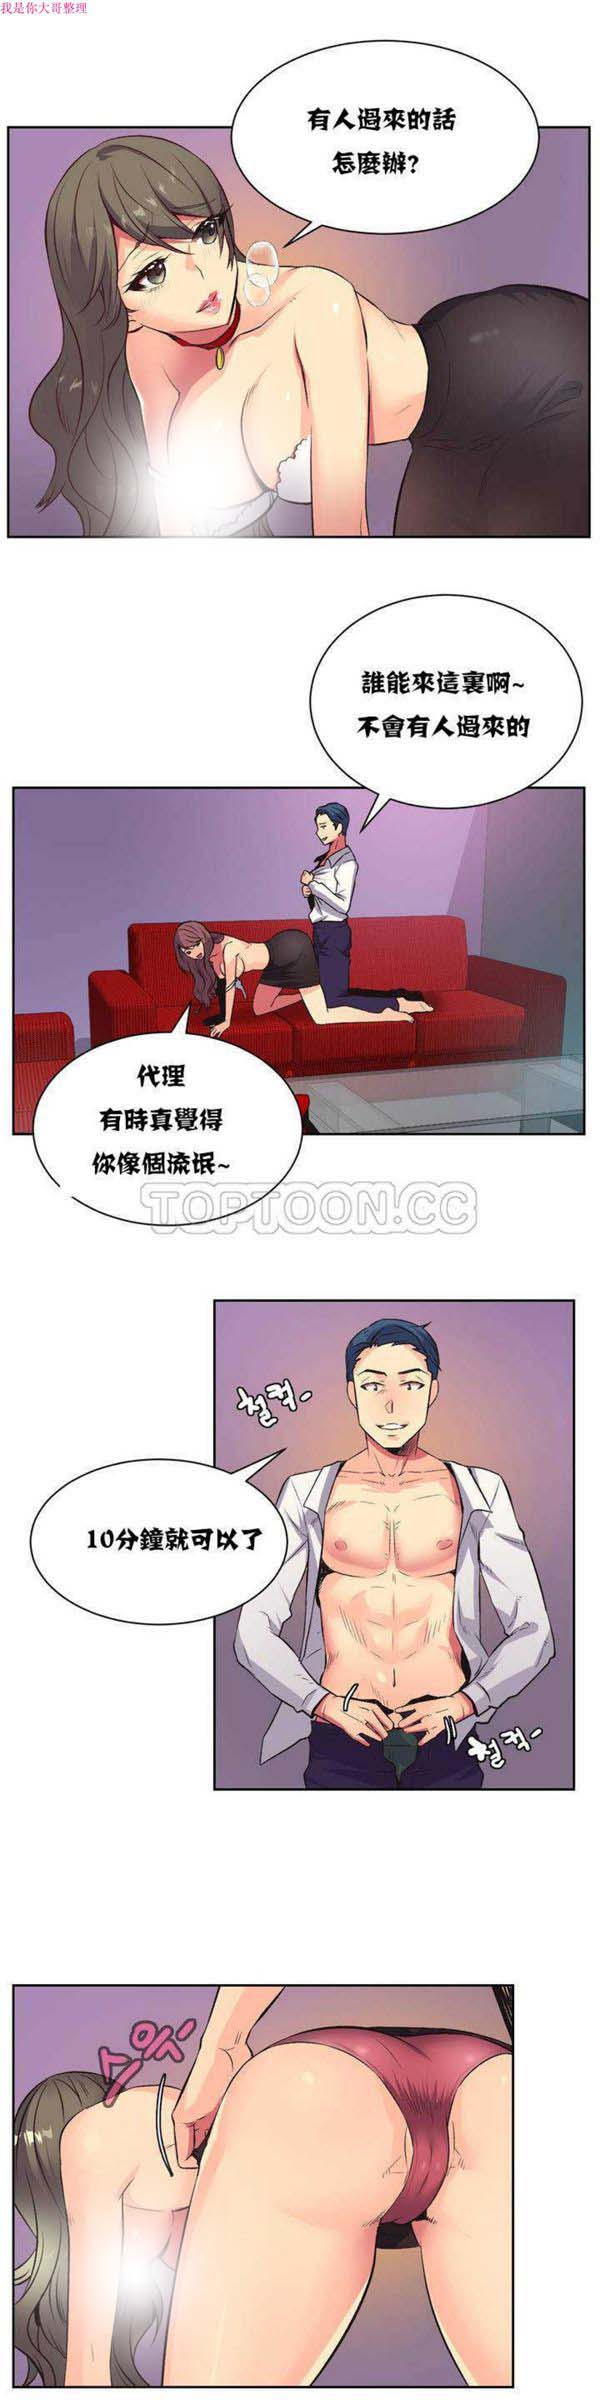 我是你大哥整理
有人過來的話
怎麼辦?
誰能來這裏啊~
不會有人過來的
代理
有時真覺得
你像個流氓~
TOPTOON.CC
철컥-
10分鐘就可以了
철컥-
스윽